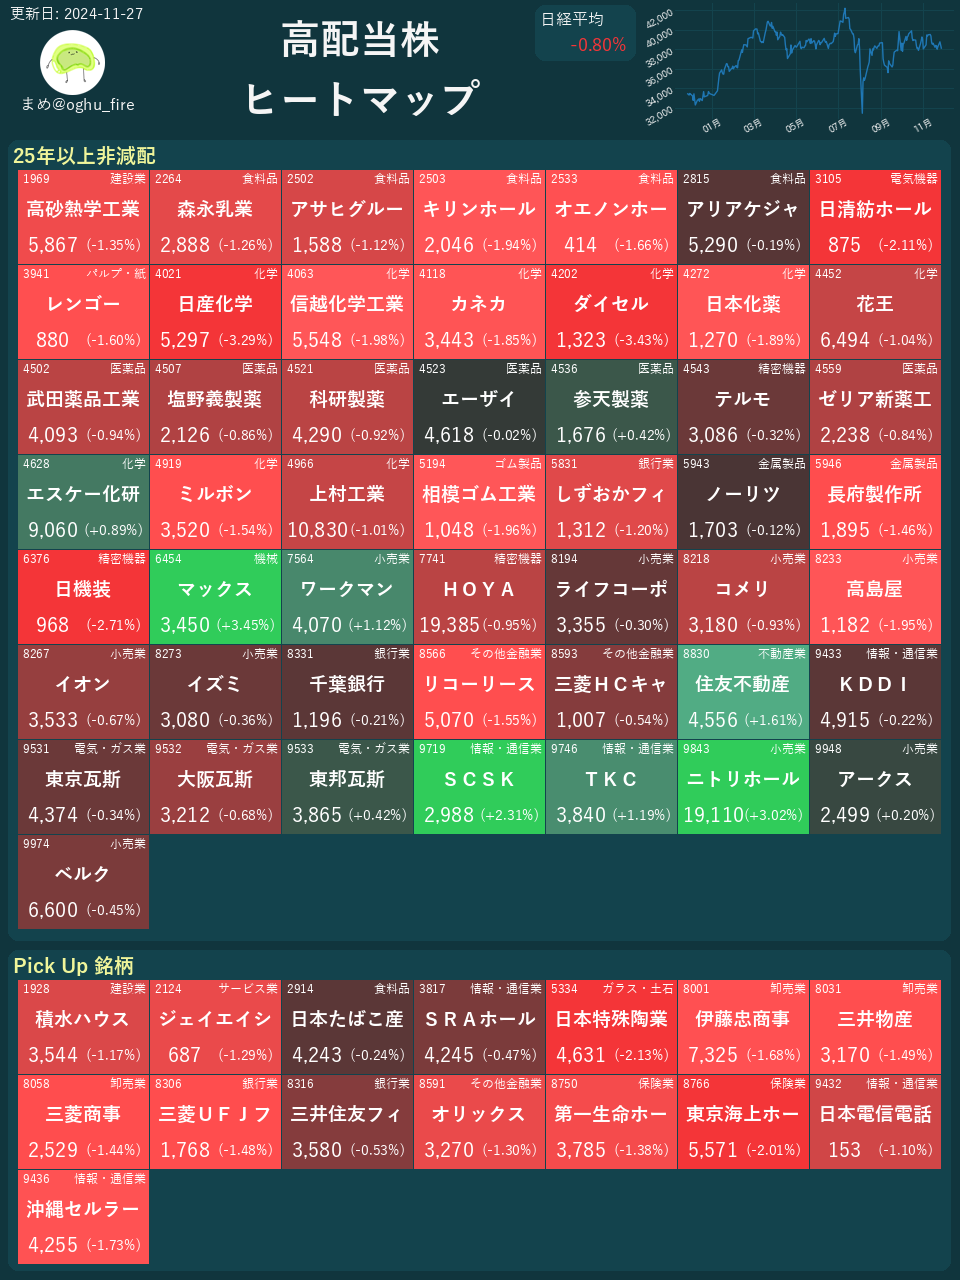 更新日: 2024-11-27
まめ@oghu_fire
高配当株
ヒートマップ
日経平均
-0.80%
42,000
40,000
38,000
36,000
34,000
32,000
01月 03月 05月 07月 09月 11月
25年以上非減配
1969 建設業 2264 食料品 2502 食料品 2503 食料品 2533 食料品 2815 食料品 3105 電気機器
高砂熱学工業 森永乳業 アサヒグルー キリンホール オエノンホー アリアケジャ 日清紡ホール
5,867 (-1.35%) 2,888 (-1.26%) 1,588 (-1.12%) 2,046 (-1.94%) 414 (-1.66%) 5,290 (-0.19%) 875 (-2.11%)
3941 パルプ・紙 4021 化学 4063 化学 4118 化学 4202 化学 4272 化学 4452 化学
レンゴー 日産化学 信越化学工業 カネカ ダイセル 日本化薬 花王
880 (-1.60%) 5,297 (-3.29%) 5,548 (-1.98%) 3,443 (-1.85%) 1,323 (-3.43%) 1,270 (-1.89%) 6,494 (-1.04%)
4502 医薬品 4507 医薬品 4521 医薬品 4523 医薬品 4536 医薬品 4543 精密機器 4559 医薬品
武田薬品工業 塩野義製薬 科研製薬 エーザイ 参天製薬 テルモ ゼリア新薬工
4,093 (-0.94%) 2,126 (-0.86%) 4,290 (-0.92%) 4,618 (-0.02%) 1,676 (+0.42%) 3,086 (-0.32%) 2,238 (-0.84%)
4628 化学 4919 化学 4966 化学 5194 ゴム製品 5831 銀行業 5943 金属製品 5946 金属製品
エスケー化研 ミルボン 上村工業 相模ゴム工業 しずおかフィ ノーリツ 長府製作所
9,060 (+0.89%) 3,520 (-1.54%) 10,830 (-1.01%) 1,048 (-1.96%) 1,312 (-1.20%) 1,703 (-0.12%) 1,895 (-1.46%)
6376 精密機器 6454 機械 7564 小売業 7741 精密機器 8194 小売業 8218 小売業 8233 小売業
日機装 マックス ワークマン ＨＯＹＡ ライフコーポ コメリ 高島屋
968 (-2.71%) 3,450 (+3.45%) 4,070 (+1.12%) 19,385 (-0.95%) 3,355 (-0.30%) 3,180 (-0.93%) 1,182 (-1.95%)
8267 小売業 8273 小売業 8331 銀行業 8566 その他金融業 8593 その他金融業 8830 不動産業 9433 情報・通信業
イオン イズミ 千葉銀行 リコーリース 三菱ＨＣキャ 住友不動産 ＫＤＤＩ
3,533 (-0.67%) 3,080 (-0.36%) 1,196 (-0.21%) 5,070 (-1.55%) 1,007 (-0.54%) 4,556 (+1.61%) 4,915 (-0.22%)
9531 電気・ガス業 9532 電気・ガス業 9533 電気・ガス業 9719 情報・通信業 9746 情報・通信業 9843 小売業 9948 小売業
東京瓦斯 大阪瓦斯 東邦瓦斯 ＳＣＳＫ ＴＫＣ ニトリホール アークス
4,374 (-0.34%) 3,212 (-0.68%) 3,865 (+0.42%) 2,988 (+2.31%) 3,840 (+1.19%) 19,110 (+3.02%) 2,499 (+0.20%)
9974 小売業
ベルク
6,600 (-0.45%)
Pick Up 銘柄
1928 建設業 2124 サービス業 2914 食料品 3817 情報・通信業 5334 ガラス・土石 8001 卸売業 8031 卸売業
積水ハウス ジェイエイシ 日本たばこ産 ＳＲＡホール 日本特殊陶業 伊藤忠商事 三井物産
3,544 (-1.17%) 687 (-1.29%) 4,243 (-0.24%) 4,245 (-0.47%) 4,631 (-2.13%) 7,325 (-1.68%) 3,170 (-1.49%)
8058 卸売業 8306 銀行業 8316 銀行業 8591 その他金融業 8750 保険業 8766 保険業 9432 情報・通信業
三菱商事 三菱ＵＦＪフ 三井住友フィ オリックス 第一生命ホー 東京海上ホー 日本電信電話
2,529 (-1.44%) 1,768 (-1.48%) 3,580 (-0.53%) 3,270 (-1.30%) 3,785 (-1.38%) 5,571 (-2.01%) 153 (-1.10%)
9436 情報・通信業
沖縄セルラー
4,255 (-1.73%)